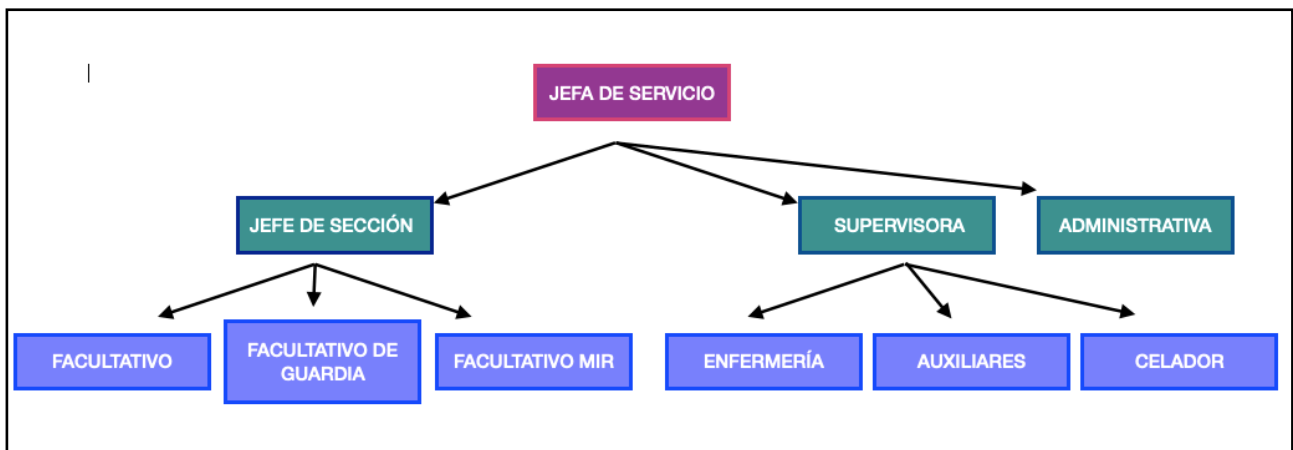 JEFA DE SERVICIO
JEFE DE SECCIÓN
SUPERVISORA
ADMINISTRATIVA
FACULTATIVO
FACULTATIVO DE
GUARDIA
FACULTATIVO MIR
ENFERMERÍA
AUXILIARES
CELADOR